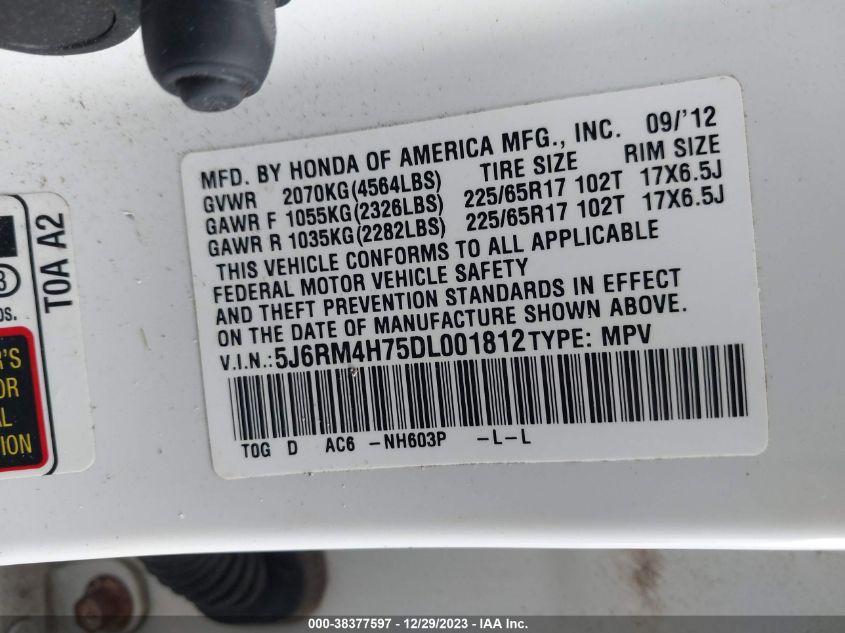 MFD. BY HONDA OF AMERICA MFG., INC. 09/'12
TIRE SIZE RIM SIZE
GVWR 2070KG(4564LBS)
GAWR F 1055KG(2326LBS) 225/65R17 102T 17X6.5J
GAWR R 1035KG(2282LBS) 225/65R17 102T 17X6.5J
THIS VEHICLE CONFORMS TO ALL APPLICABLE
FEDERAL MOTOR VEHICLE SAFETY
AND THEFT PREVENTION STANDARDS IN EFFECT
ON THE DATE OF MANUFACTURE SHOWN ABOVE.
V.I.N.:5J6RM4H75DL001812 TYPE: MPV
T0G D AC6 -NH603P -L-L
T0A A2
000-38377597 - 12/29/2023 - IAA Inc.